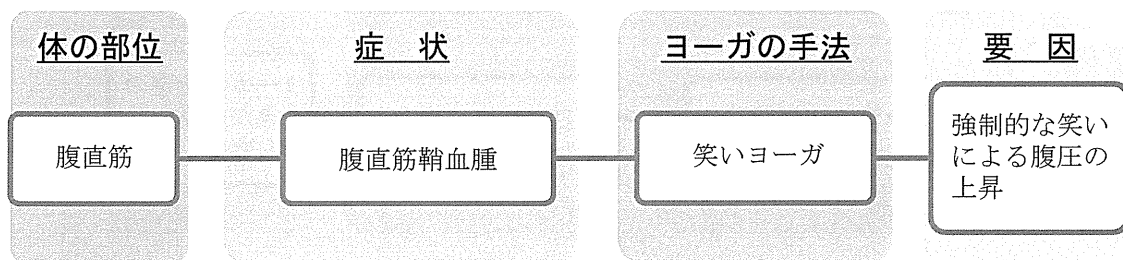 体の部位
症　状
ヨーガの手法
要　因
腹直筋
腹直筋鞘血腫
笑いヨーガ
強制的な笑い
による腹圧の
上昇